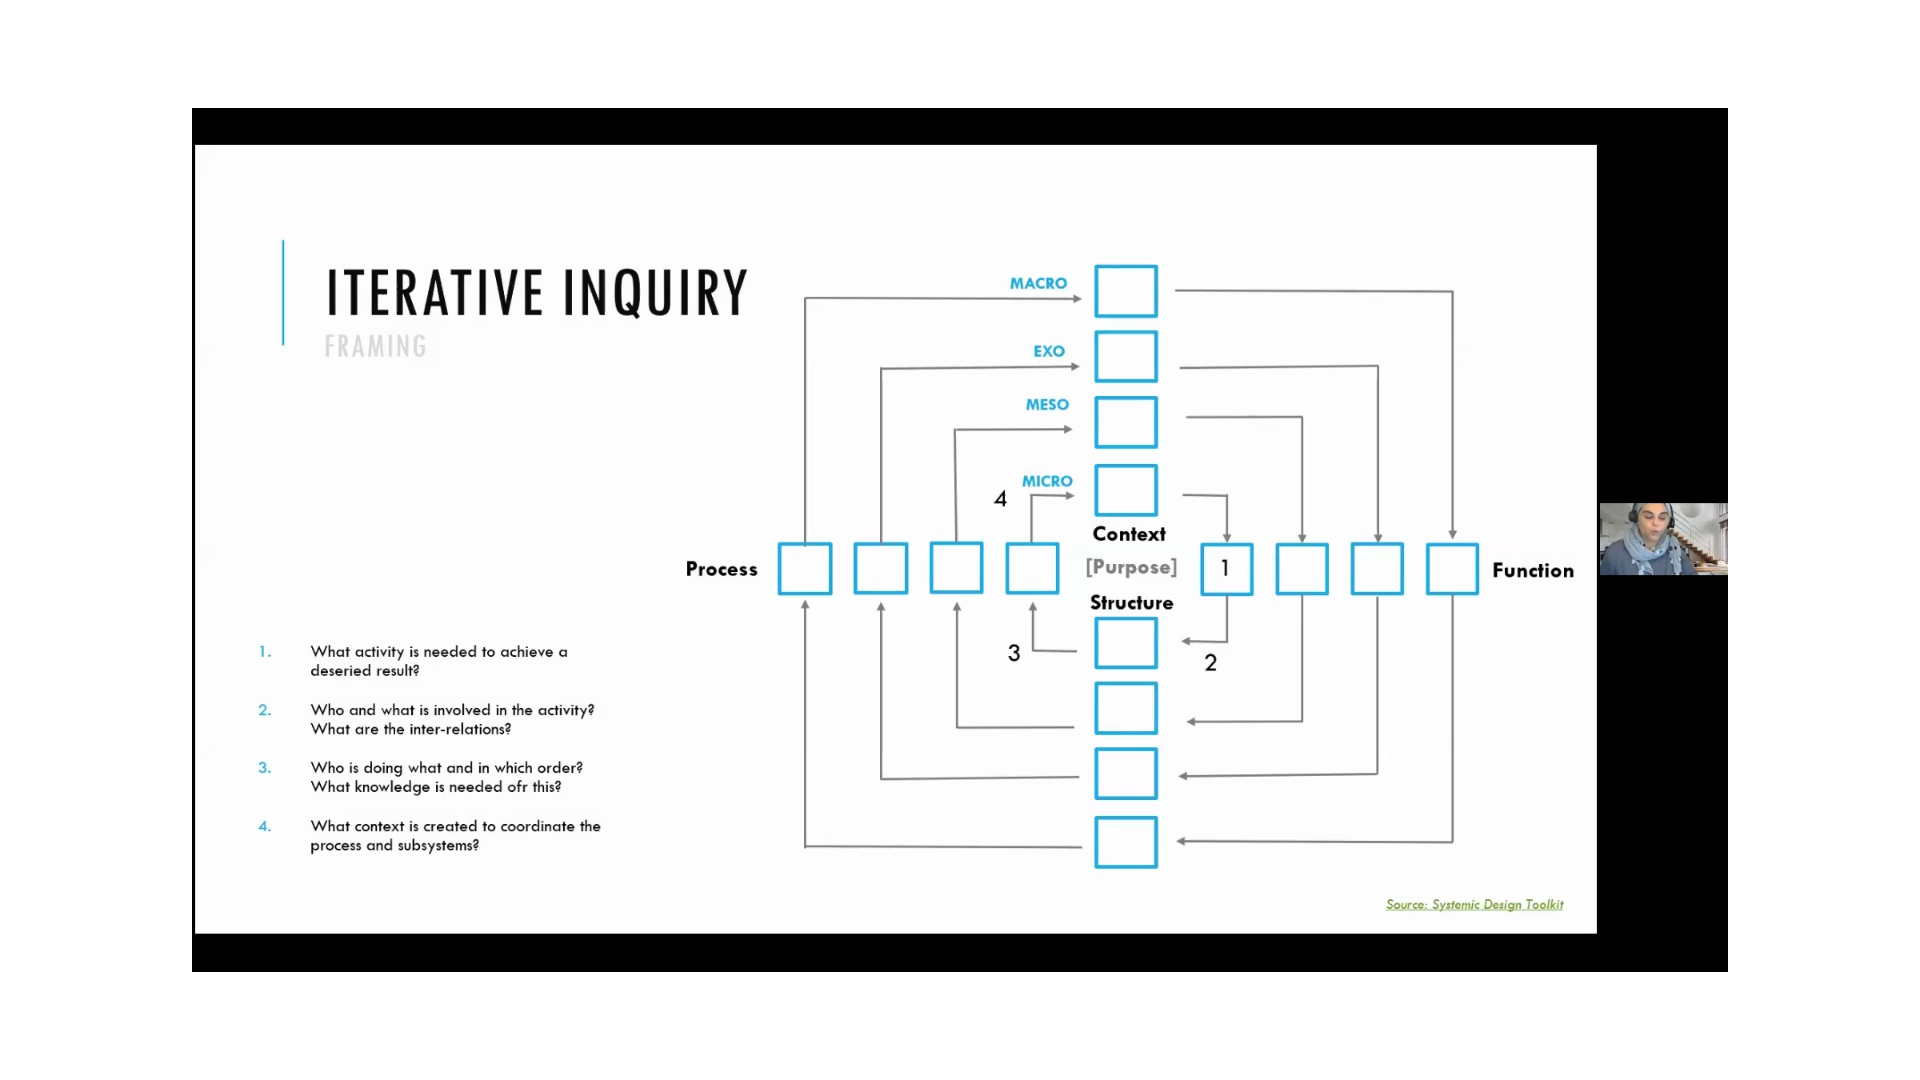 ITERATIVE INQUIRY
FRAMING
MACRO
EXO
MESO
MICRO
4
Context
[Purpose]
Structure
Process
1
Function
3
2
1. What activity is needed to achieve a
deseried result?
2. Who and what is involved in the activity?
What are the inter-relations?
3. Who is doing what and in which order?
What knowledge is needed ofr this?
4. What context is created to coordinate the
process and subsystems?
Source: Systemic Design Toolkit